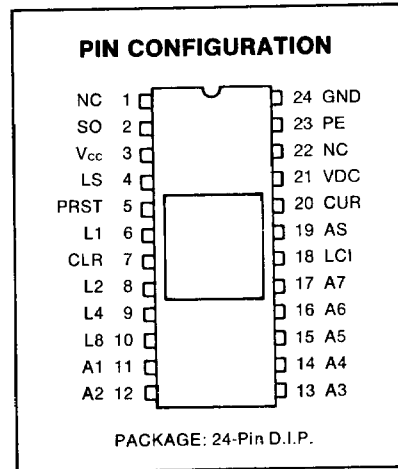 PIN CONFIGURATION
NC 1 24 GND
SO 2 23 PE
Vcc 3 22 NC
LS 4 21 VDC
PRST 5 20 CUR
L1 6 19 AS
CLR 7 18 LCI
L2 8 17 A7
L4 9 16 A6
L8 10 15 A5
A1 11 14 A4
A2 12 13 A3
PACKAGE: 24-Pin D.I.P.